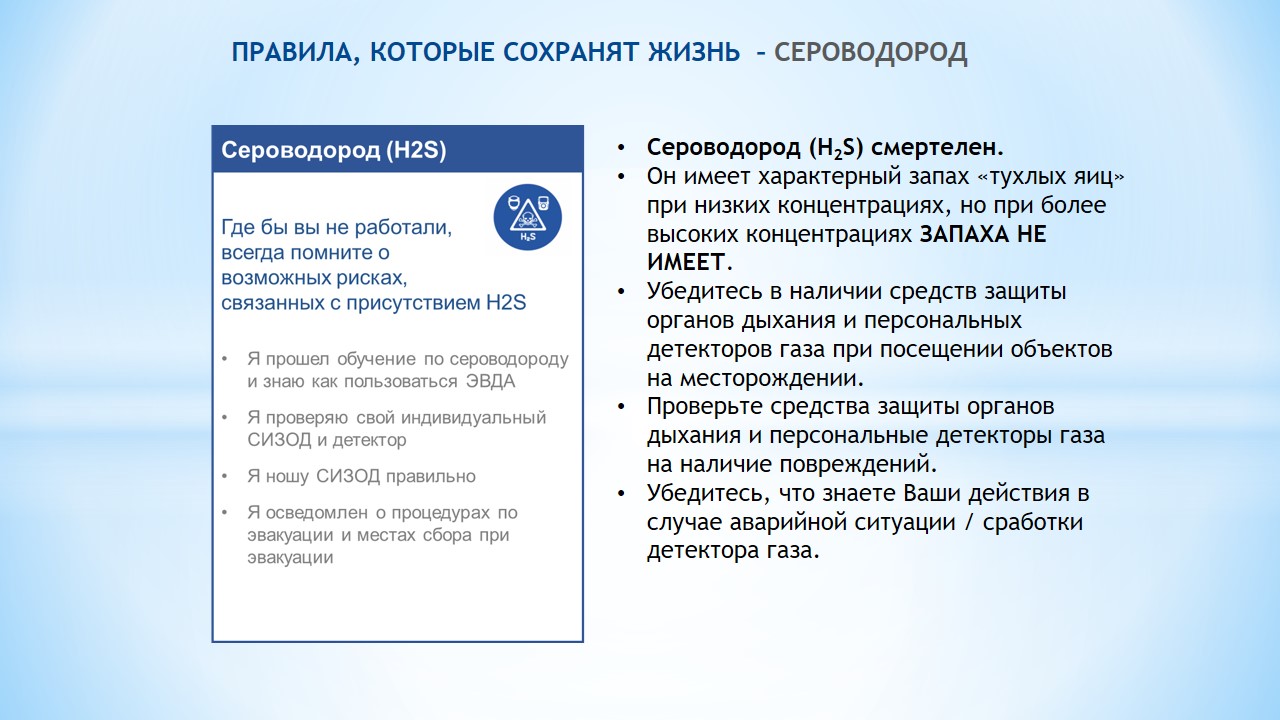 ПРАВИЛА, КОТОРЫЕ СОХРАНЯТ ЖИЗНЬ - СЕРОВОДОРОД
Сероводород (H2S)
Где бы вы не работали,
всегда помните о
возможных рисках,
связанных с присутствием H2S
H₂S
• Я прошел обучение по сероводороду
и знаю как пользоваться ЭВДА
• Я проверяю свой индивидуальный
СИЗОД и детектор
• Я ношу СИЗОД правильно
• Я осведомлен о процедурах по
эвакуации и местах сбора при
эвакуации
• Сероводород (H₂S) смертелен.
• Он имеет характерный запах «тухлых яиц»
при низких концентрациях, но при более
высоких концентрациях ЗАПАХА НЕ
ИМЕЕТ.
• Убедитесь в наличии средств защиты
органов дыхания и персональных
детекторов газа при посещении объектов
на месторождении.
• Проверьте средства защиты органов
дыхания и персональные детекторы газа
на наличие повреждений.
• Убедитесь, что знаете Ваши действия в
случае аварийной ситуации / сработки
детектора газа.